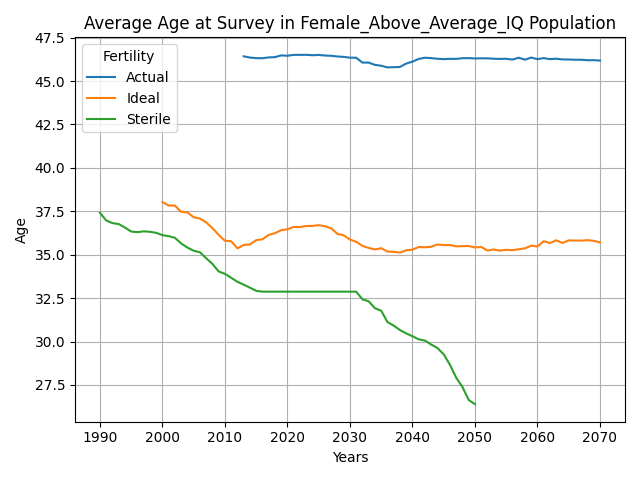 Average Age at Survey in Female_Above_Average_IQ Population
Fertility
Actual
Ideal
Sterile
Age
47.5
45.0
42.5
40.0
37.5
35.0
32.5
30.0
27.5
1990 2000 2010 2020 2030 2040 2050 2060 2070
Years